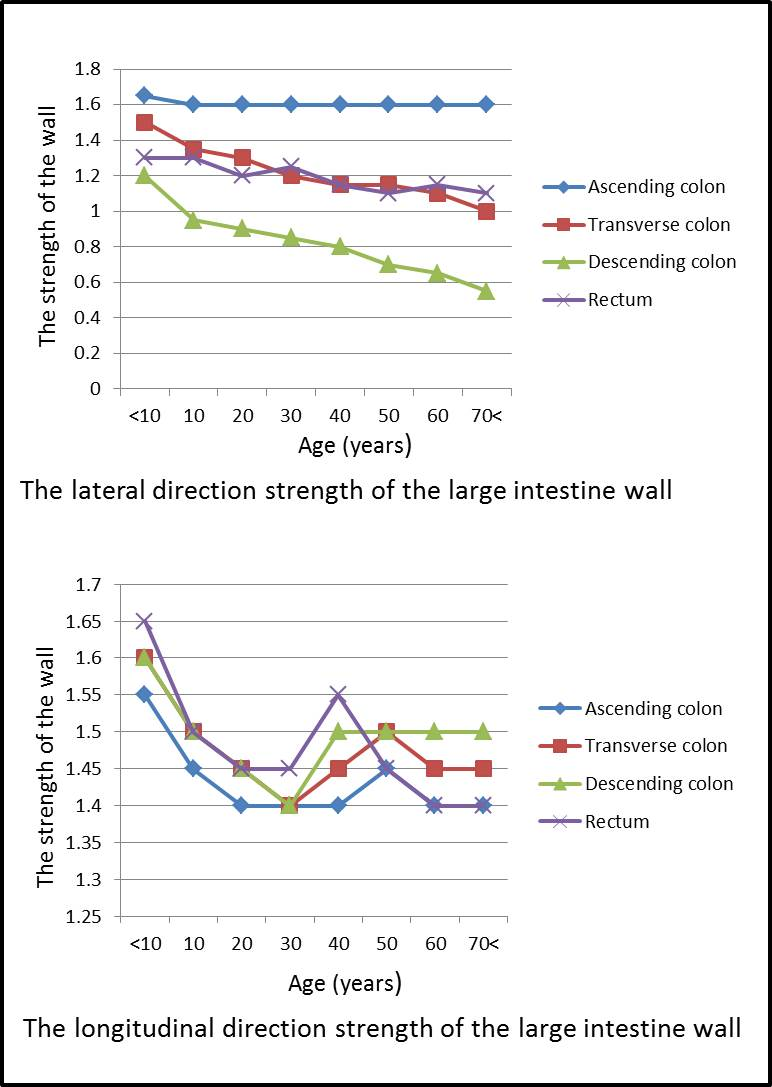 The strength of the wall
1.8
1.6
1.4
1.2
1
0.8
0.6
0.4
0.2
0
<10 10 20 30 40 50 60 70<
Age (years)
Ascending colon
Transverse colon
Descending colon
Rectum
The lateral direction strength of the large intestine wall
The strength of the wall
1.7
1.65
1.6
1.55
1.5
1.45
1.4
1.35
1.3
1.25
<10 10 20 30 40 50 60 70<
Age (years)
Ascending colon
Transverse colon
Descending colon
Rectum
The longitudinal direction strength of the large intestine wall